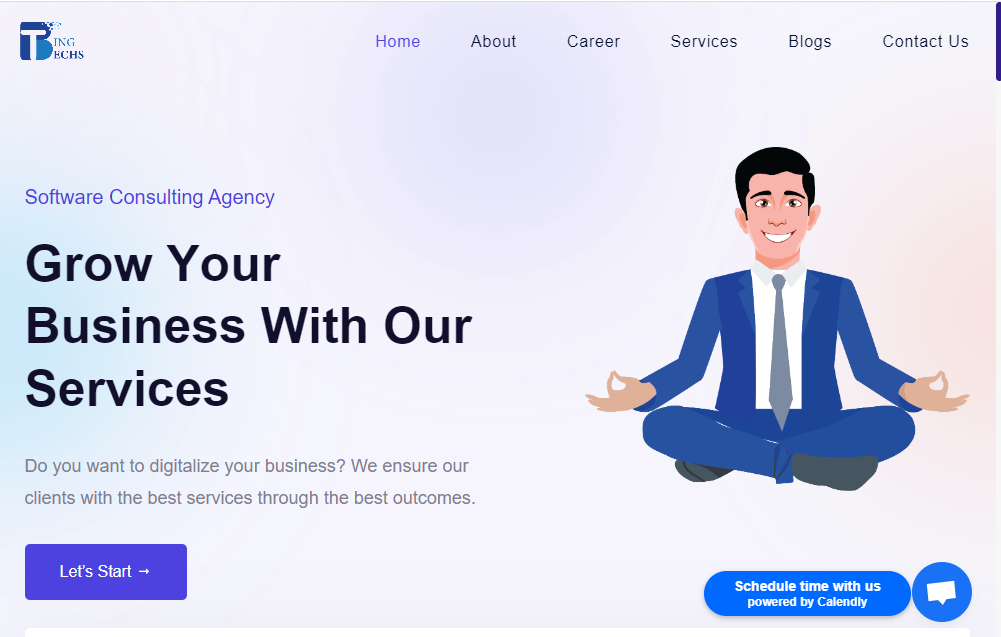 TB ING
ECHS
Home About Career Services Blogs Contact Us
Software Consulting Agency
Grow Your
Business With Our
Services
Do you want to digitalize your business? We ensure our
clients with the best services through the best outcomes.
Let's Start →
Schedule time with us
powered by Calendly